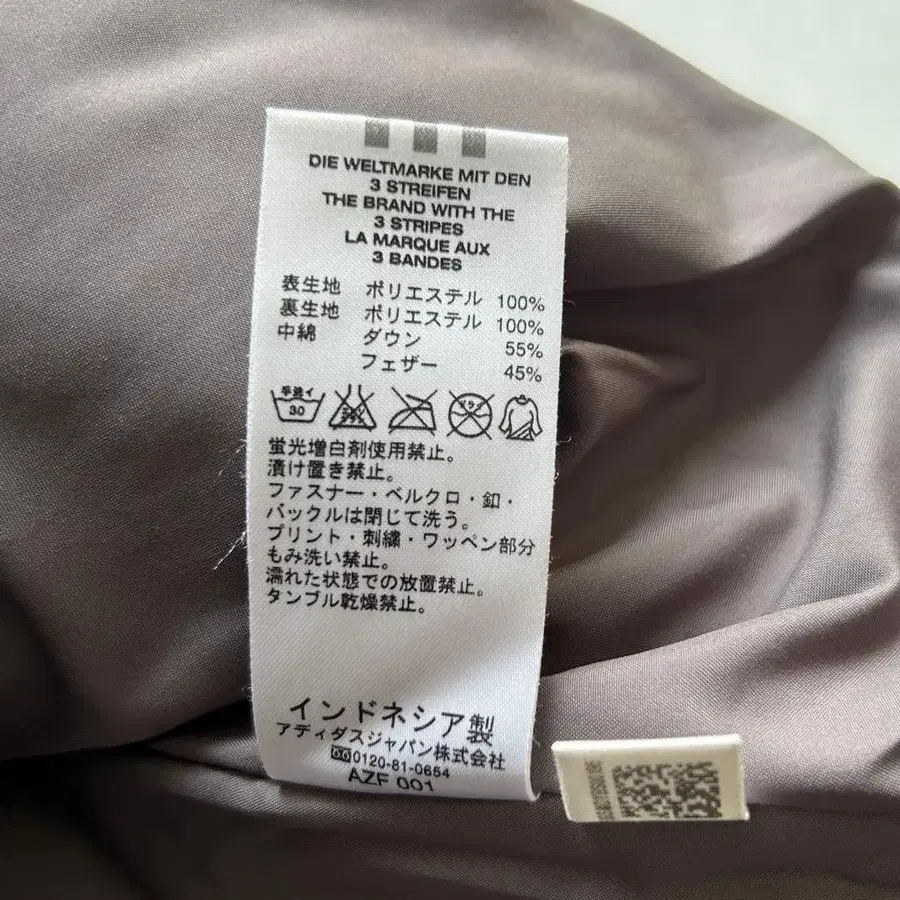 DIE WELTMARKE MIT DEN
3 STREIFEN
THE BRAND WITH THE
3 STRIPES
LA MARQUE AUX
3 BANDES
表生地 ポリエステル 100%
裏生地 ポリエステル 100%
中綿 ダウン 55%
フェザー 45%
手洗イ
30
ドライ
蛍光増白剤使用禁止。
漬け置き禁止。
ファスナー・ベルクロ・釦・
バックルは閉じて洗う。
プリント・刺繍・ワッペン部分
もみ洗い禁止。
濡れた状態での放置禁止。
タンブル乾燥禁止。
インドネシア製
アディダスジャパン株式会社
0120-81-0654
AZF 001